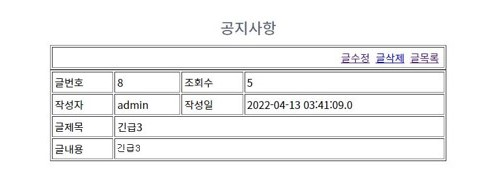 공지사항
글수정 글삭제 글목록
글번호 8 조회수 5
작성자 admin 작성일 2022-04-13 03:41:09.0
글제목 긴급3
글내용 긴급3